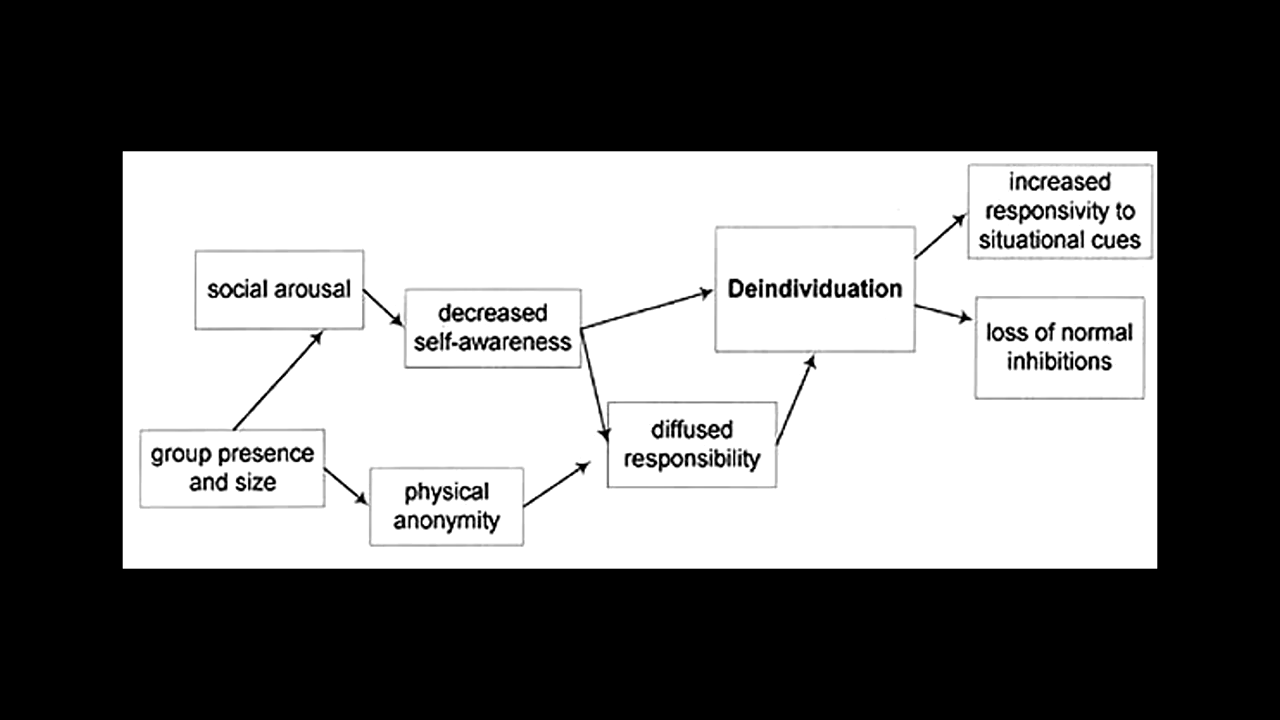 increased
responsivity to
situational cues
social arousal
Deindividuation
decreased
self-awareness
loss of normal
inhibitions
group presence
and size
diffused
responsibility
physical
anonymity